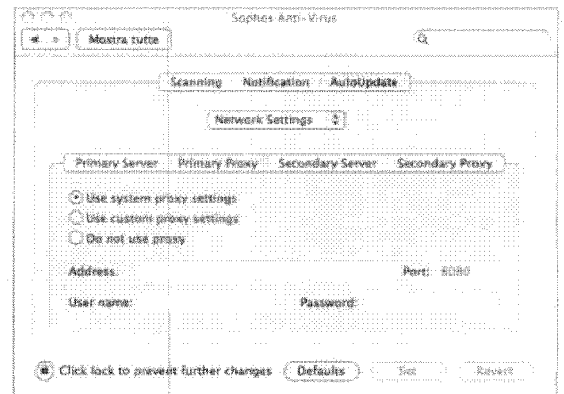 Sophos Anti-Virus
Mostra tutte
Scanning Notification AutoUpdate
Network Settings
Primary Server Primary Proxy Secondary Server Secondary Proxy
Use system proxy settings
Use custom proxy settings
Do not use proxy
Address: Port: 8080
User name: Password:
Click lock to prevent further changes Defaults Set Revert